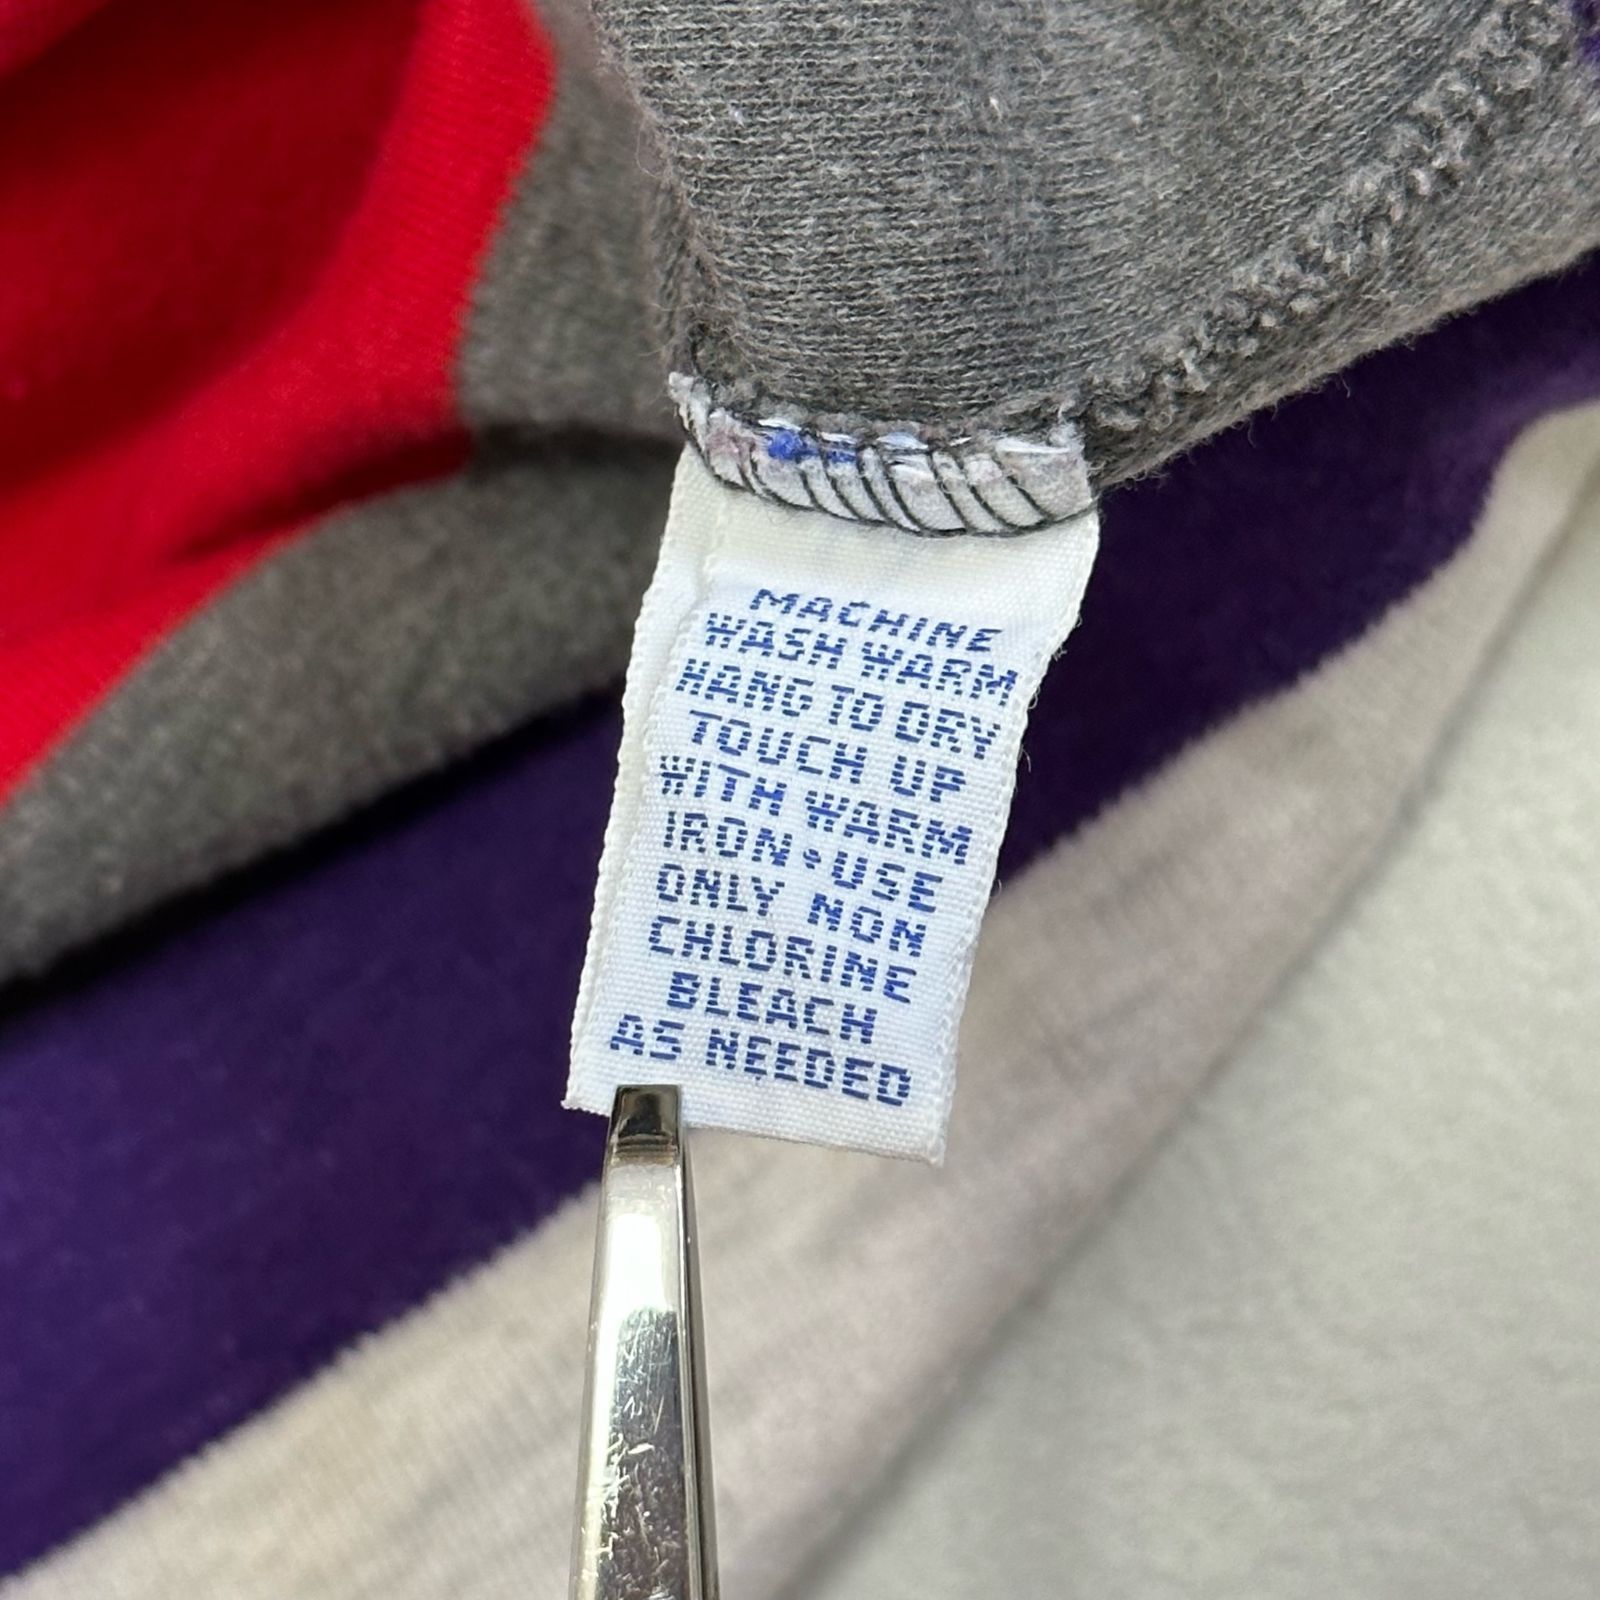 MACHINE
WASH WARM
HANG TO DRY
TOUCH UP
WITH WARM
IRON • USE
ONLY NON
CHLORINE
BLEACH
AS NEEDED